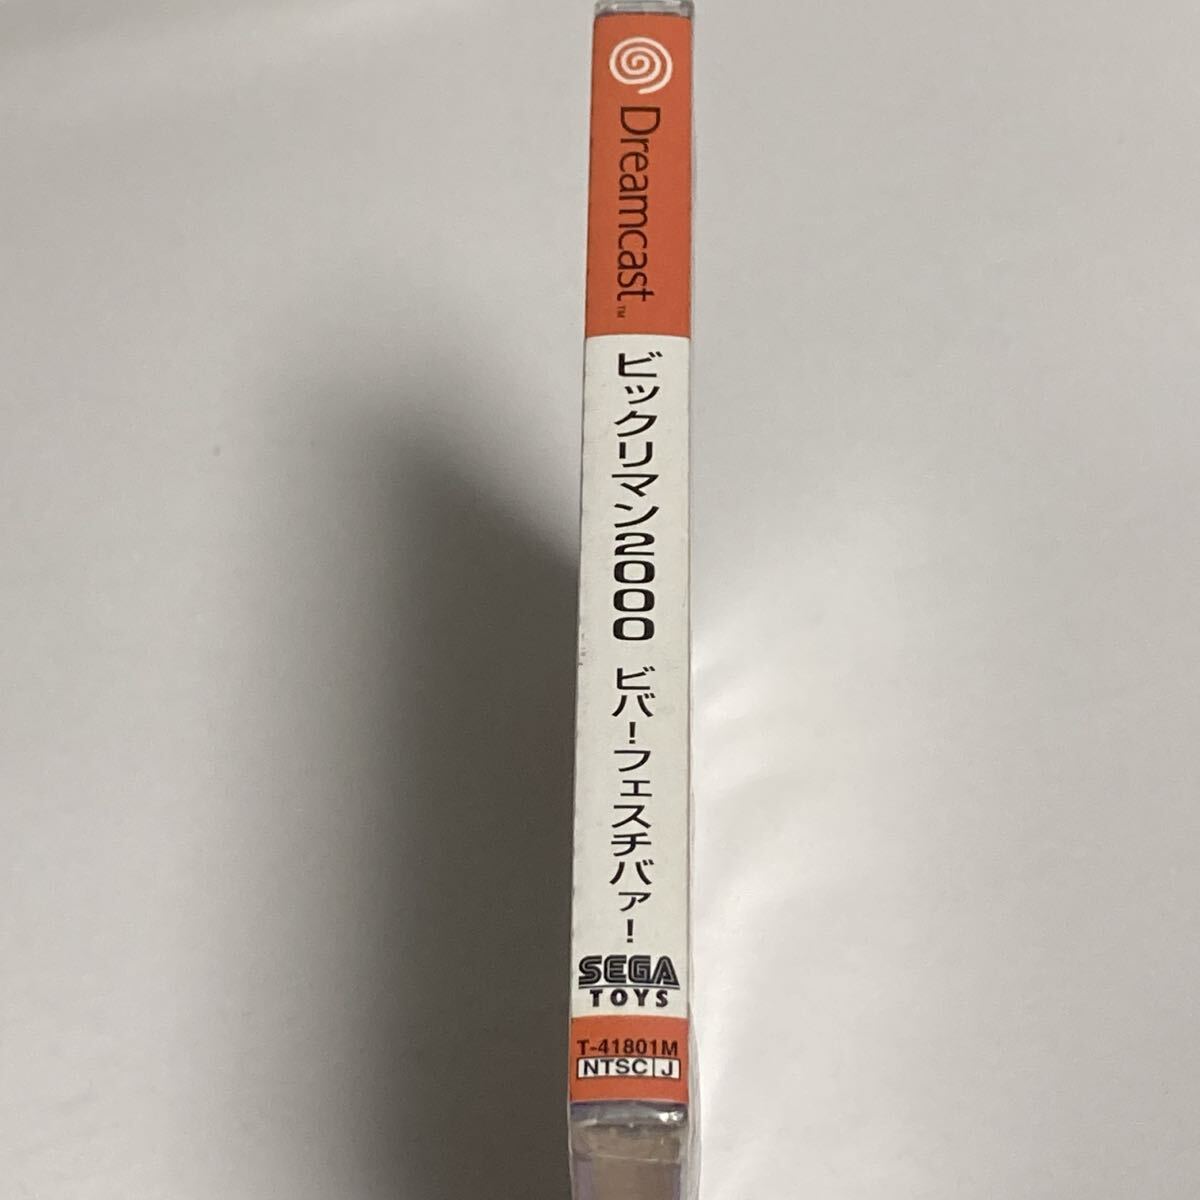 Dreamcast™
ビックリマン2000 ビバ!フェスチバァ!
SEGA
TOYS
T-41801M
NTSC J